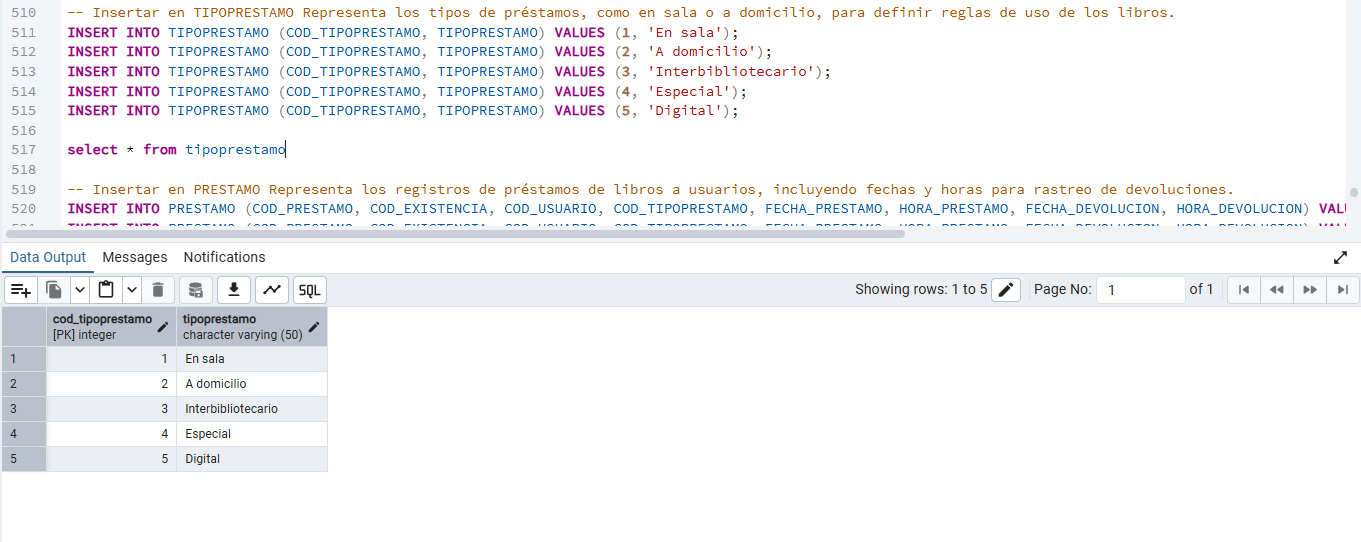 510 -- Insertar en TIPOPRESTAMO Representa los tipos de préstamos, como en sala o a domicilio, para definir reglas de uso de los libros.
511 INSERT INTO TIPOPRESTAMO (COD_TIPOPRESTAMO, TIPOPRESTAMO) VALUES (1, 'En sala');
512 INSERT INTO TIPOPRESTAMO (COD_TIPOPRESTAMO, TIPOPRESTAMO) VALUES (2, 'A domicilio');
513 INSERT INTO TIPOPRESTAMO (COD_TIPOPRESTAMO, TIPOPRESTAMO) VALUES (3, 'Interbibliotecario');
514 INSERT INTO TIPOPRESTAMO (COD_TIPOPRESTAMO, TIPOPRESTAMO) VALUES (4, 'Especial');
515 INSERT INTO TIPOPRESTAMO (COD_TIPOPRESTAMO, TIPOPRESTAMO) VALUES (5, 'Digital');
516
517 select * from tipoprestamo
518
519 -- Insertar en PRESTAMO Representa los registros de préstamos de libros a usuarios, incluyendo fechas y horas para rastreo de devoluciones.
520 INSERT INTO PRESTAMO (COD_PRESTAMO, COD_EXISTENCIA, COD_USUARIO, COD_TIPOPRESTAMO, FECHA_PRESTAMO, HORA_PRESTAMO, FECHA_DEVOLUCION, HORA_DEVOLUCION) VALU
Data Output Messages Notifications
SQL Showing rows: 1 to 5 Page No: 1 of 1
cod_tipoprestamo tipoprestamo
[PK] integer character varying (50)
1 1 En sala
2 2 A domicilio
3 3 Interbibliotecario
4 4 Especial
5 5 Digital